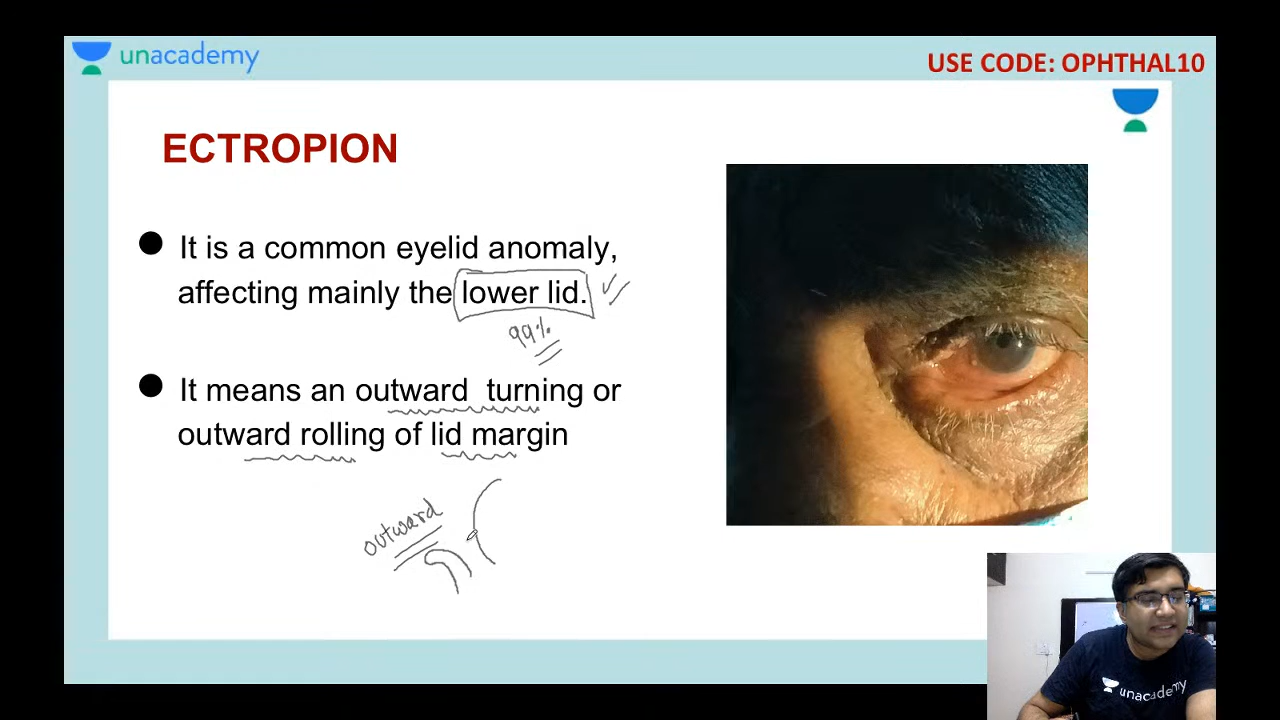 unacademy
USE CODE: OPHTHAL10
ECTROPION
● It is a common eyelid anomaly,
affecting mainly the lower lid.
99%
● It means an outward turning or
outward rolling of lid margin
outward
unacademy